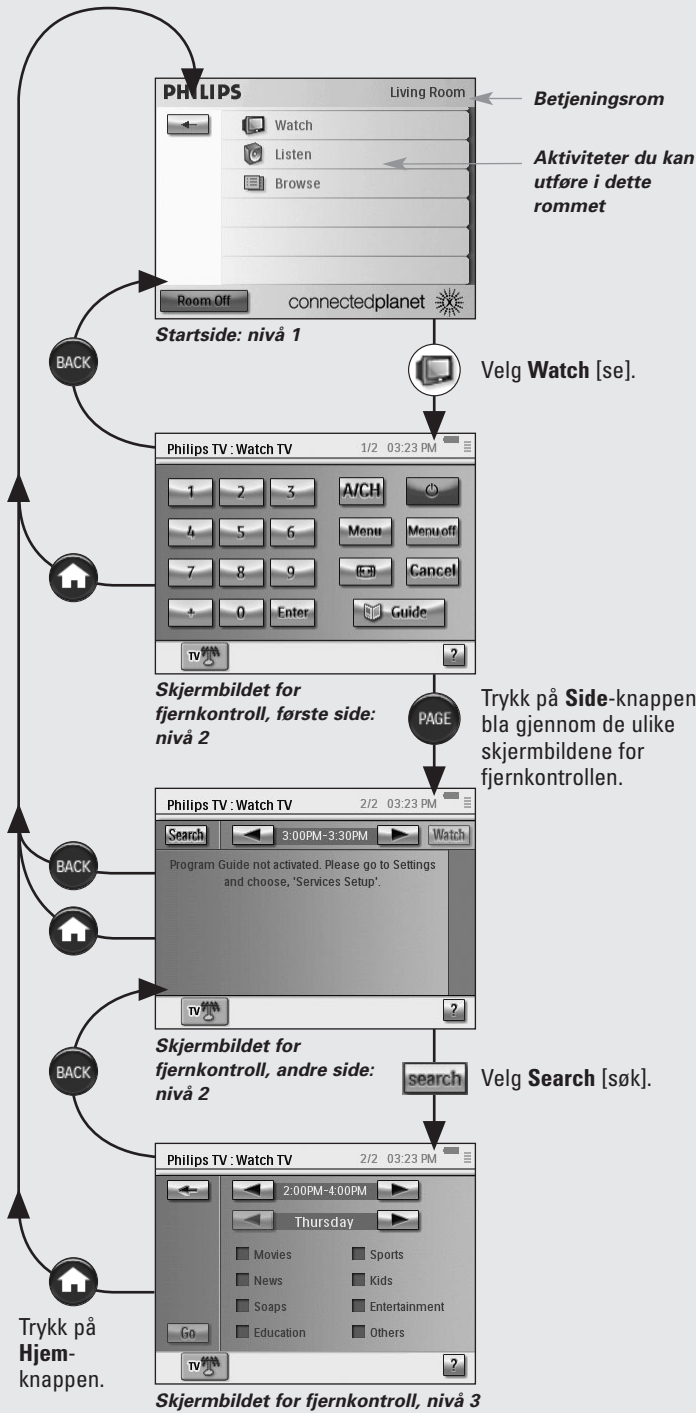 PHILIPS Living Room
Betjeningsrom
Watch
Listen
Browse
Aktiviteter du kan
utføre i dette
rommet
Room Off connectedplanet
Startside: nivå 1
BACK
Velg Watch [se].
Philips TV : Watch TV 1/2 03:23 PM
1 2 3 A/CH
4 5 6 Menu Menu off
7 8 9 Cancel
+ 0 Enter Guide
TV ?
Skjermbildet for
fjernkontroll, første side:
nivå 2
PAGE
Trykk på Side-knappen
bla gjennom de ulike
skjermbildene for
fjernkontrollen.
Philips TV : Watch TV 2/2 03:23 PM
Search 3:00PM-3:30PM Watch
Program Guide not activated. Please go to Settings
and choose, 'Services Setup'.
BACK
TV ?
Skjermbildet for
fjernkontroll, andre side:
nivå 2
BACK
search
Velg Search [søk].
Philips TV : Watch TV 2/2 03:23 PM
2:00PM-4:00PM
Thursday
Movies Sports
News Kids
Soaps Entertainment
Go Education Others
TV ?
Trykk på
Hjem-
knappen.
Skjermbildet for fjernkontroll, nivå 3